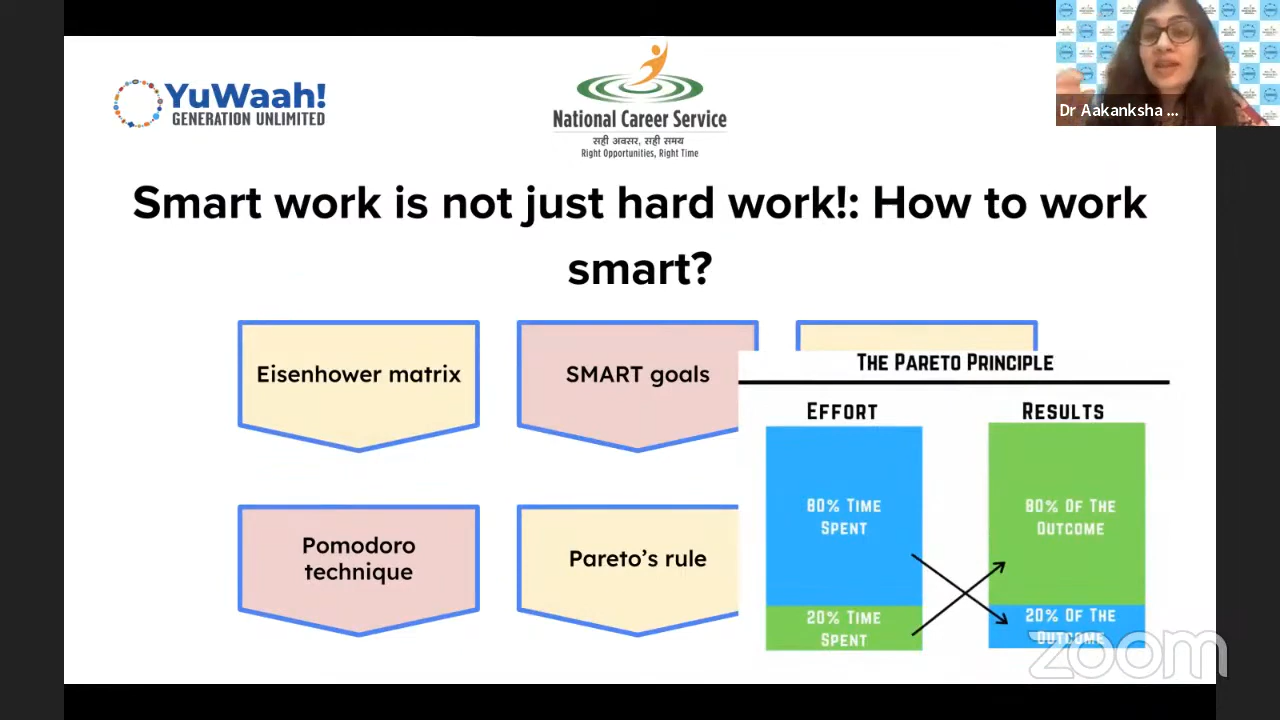 YuWaah!
GENERATION UNLIMITED
National Career Service
सही अवसर, सही समय
Right Opportunities, Right Time
Dr Aakanksha ...
Smart work is not just hard work!: How to work
smart?
Eisenhower matrix
SMART goals
Pomodoro
technique
Pareto's rule
THE PARETO PRINCIPLE
EFFORT
RESULTS
80% TIME
SPENT
80% OF THE
OUTCOME
20% TIME
SPENT
20% OF THE
OUTCOME
zoom